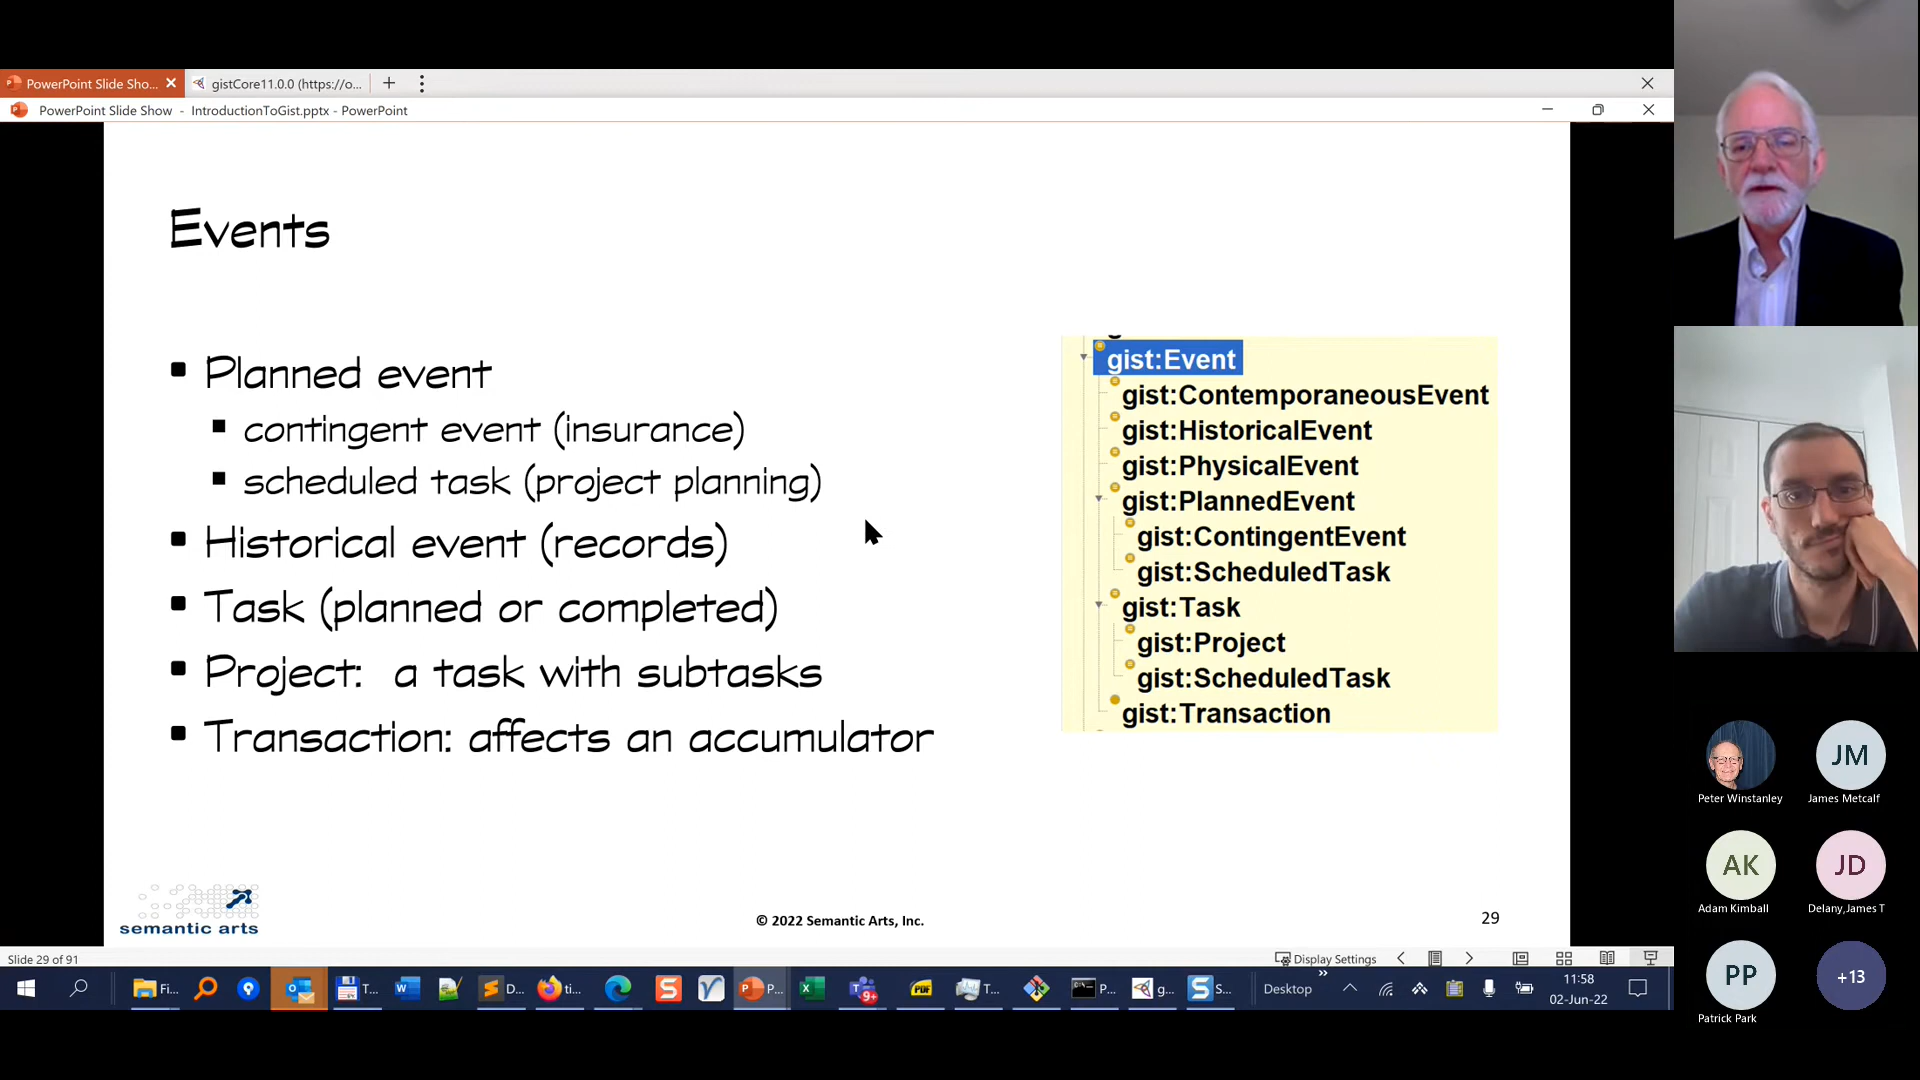 PowerPoint Slide Sho...
gistCore11.0.0 (https://o...
PowerPoint Slide Show - IntroductionToGist.pptx - PowerPoint
Events
Planned event
contingent event (insurance)
scheduled task (project planning)
Historical event (records)
Task (planned or completed)
Project: a task with subtasks
Transaction: affects an accumulator
gist:Event
gist:ContemporaneousEvent
gist:HistoricalEvent
gist:PhysicalEvent
gist:PlannedEvent
gist:ContingentEvent
gist:ScheduledTask
gist:Task
gist:Project
gist:ScheduledTask
gist:Transaction
semantic arts
© 2022 Semantic Arts, Inc.
29
Slide 29 of 91
Display Settings
Fi...
T...
D...
ti...
P...
9+
PDF
T...
P...
g...
S...
Desktop
11:58
02-Jun-22
Peter Winstanley
JM
James Metcalf
AK
Adam Kimball
JD
Delany,James T
PP
Patrick Park
+13